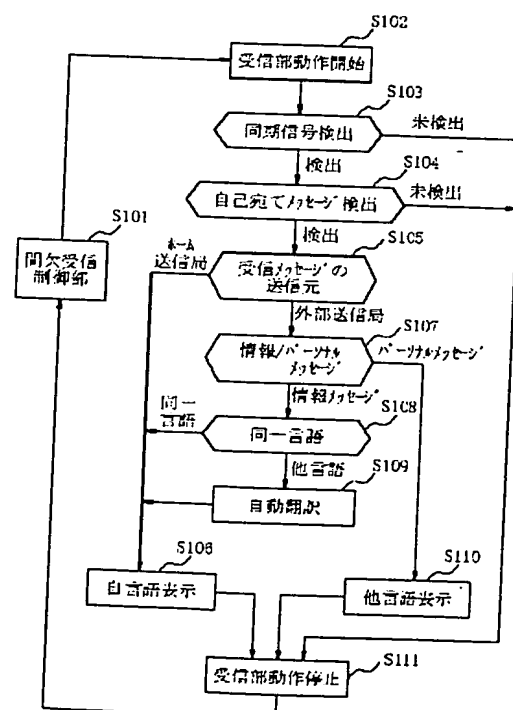 S102
受信部動作開始
S103
同期信号検出
未検出
検出
S104
自己宛てメッセージ検出
未検出
検出
S101
間欠受信
制御部
ホーム
送信局
S105
受信メッセージの
送信元
外部送信局
S107
情報/パーソナル
メッセージ
パーソナルメッセージ
情報メッセージ
S108
同一
言語
同一言語
他言語
S109
自動翻訳
S106
自言語表示
S110
他言語表示
S111
受信部動作停止